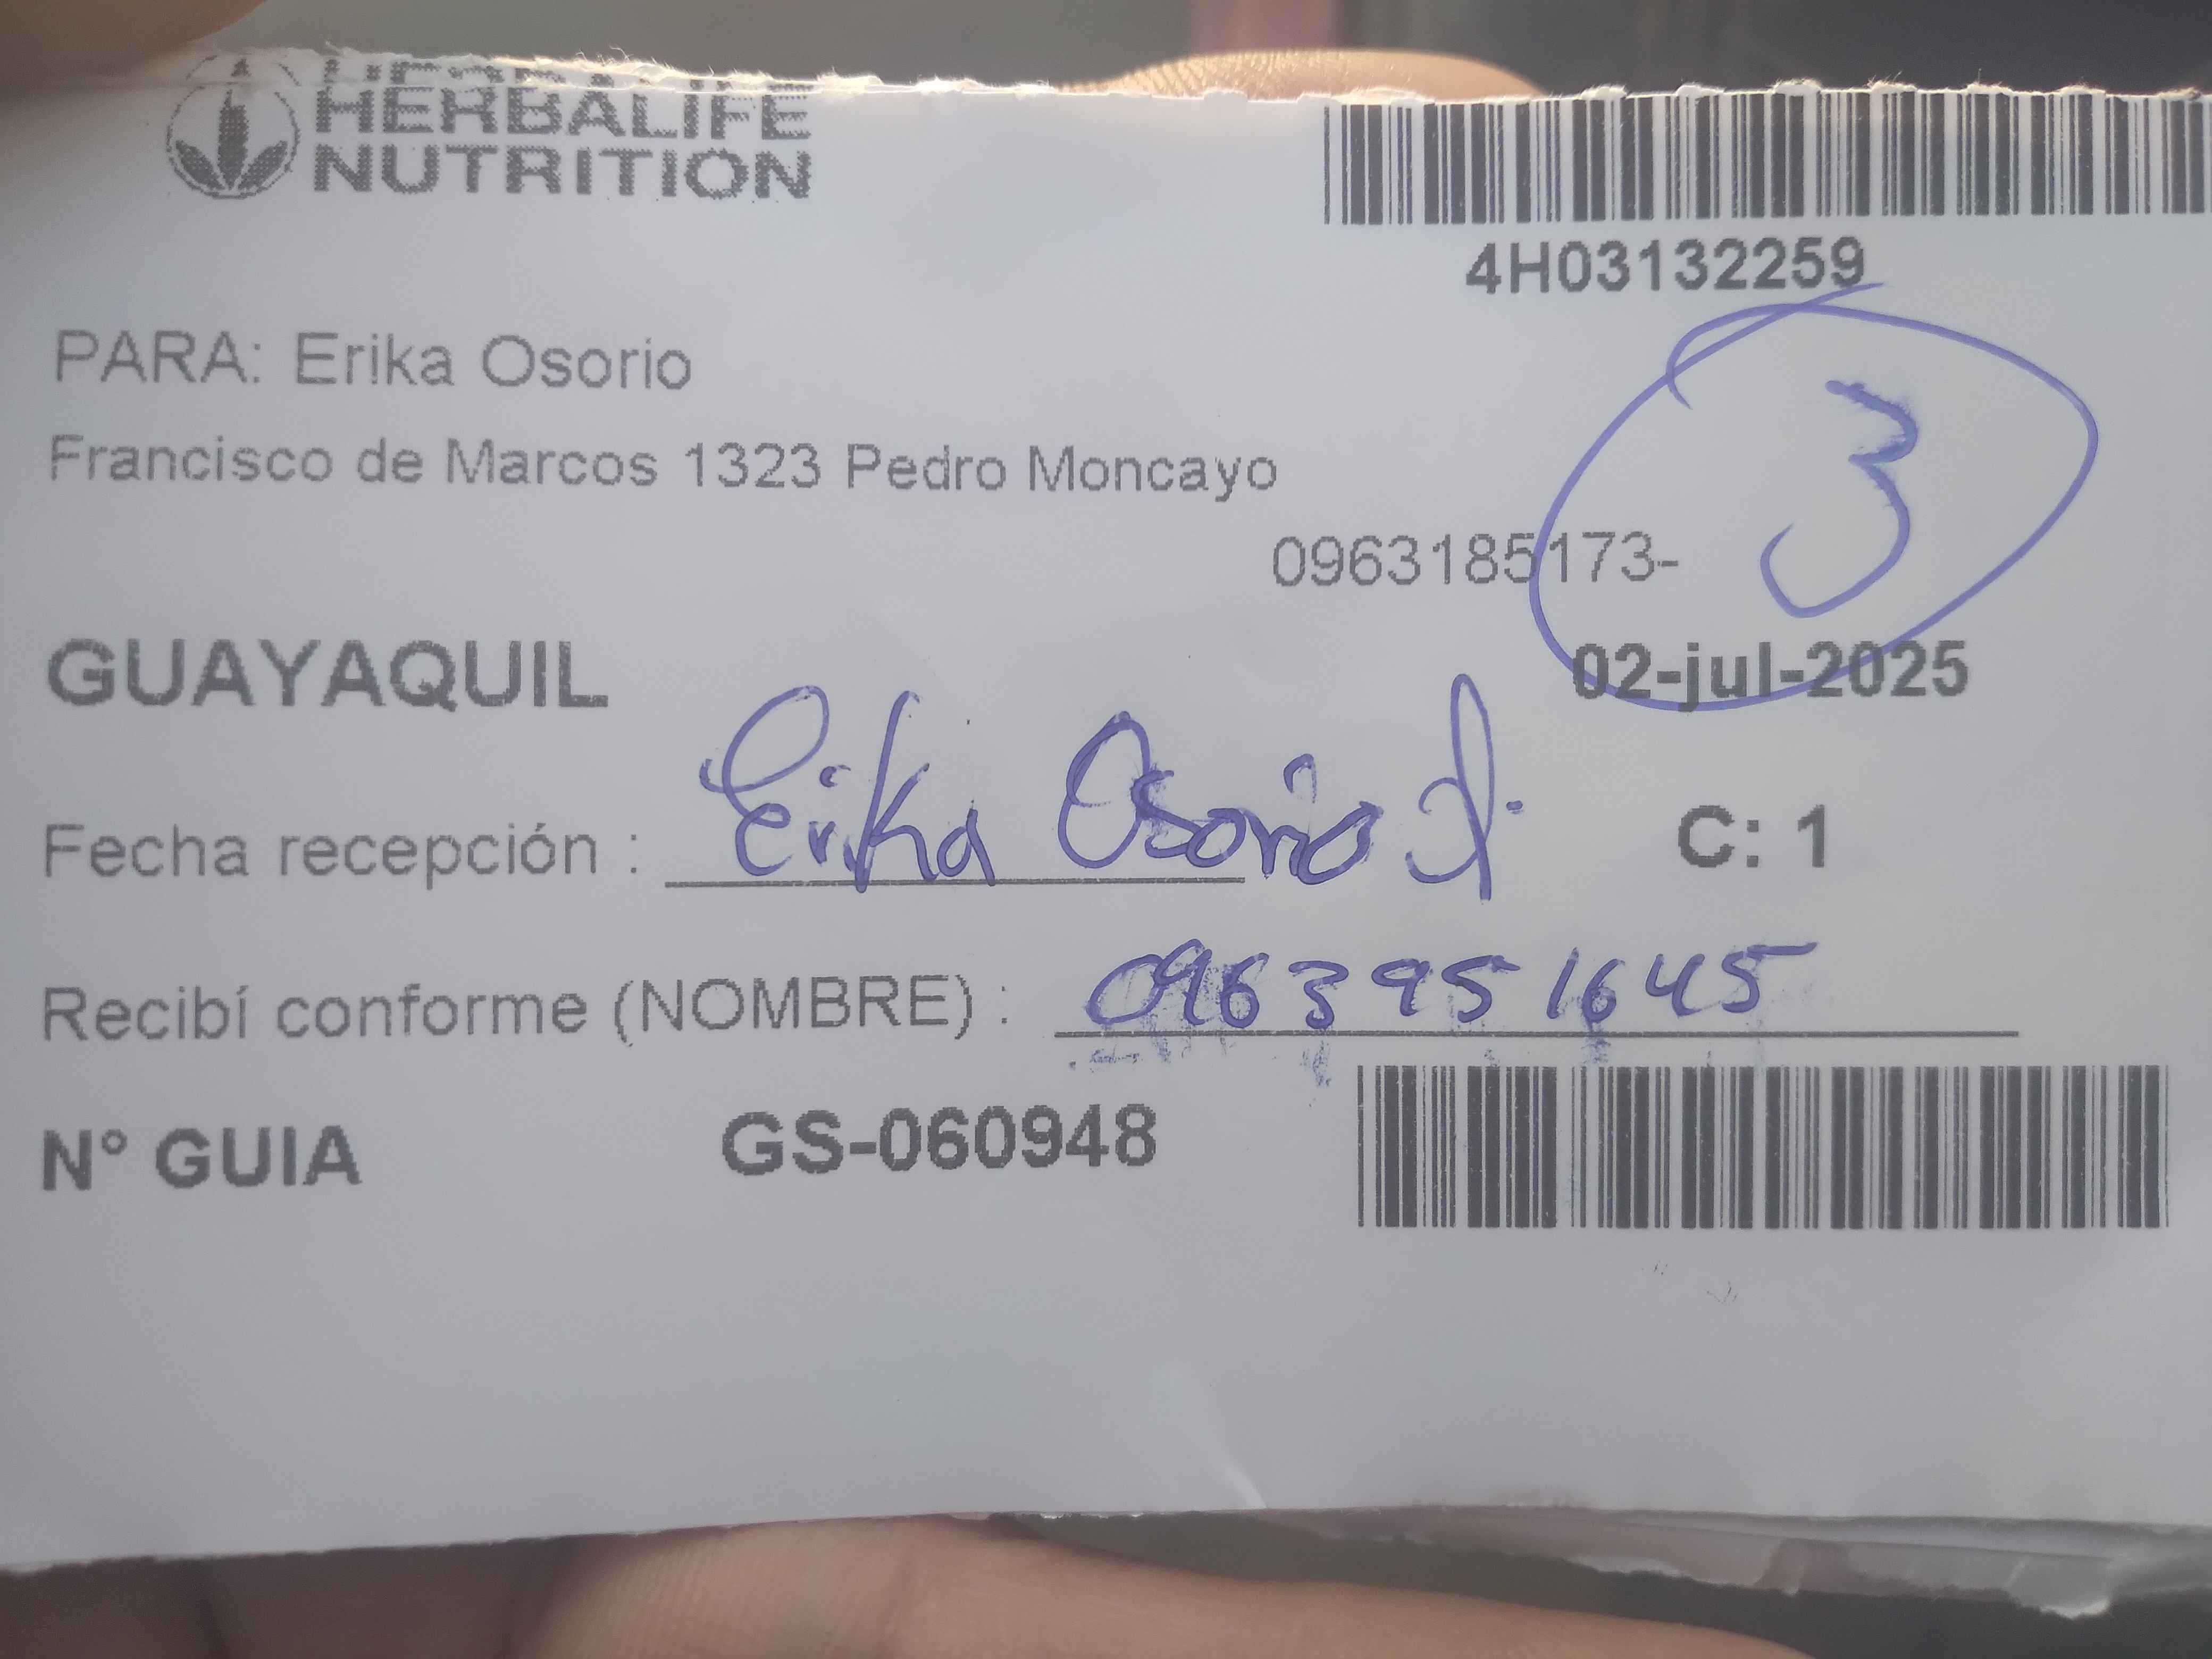 HERBALIFE
NUTRITION
4H03132259
PARA: Erika Osorio
3
Francisco de Marcos 1323 Pedro Moncayo
0963185173-
GUAYAQUIL
02-jul-2025
Fecha recepción : Erika Osorio
C: 1
Recibí conforme (NOMBRE) : 0963951645
N° GUIA GS-060948